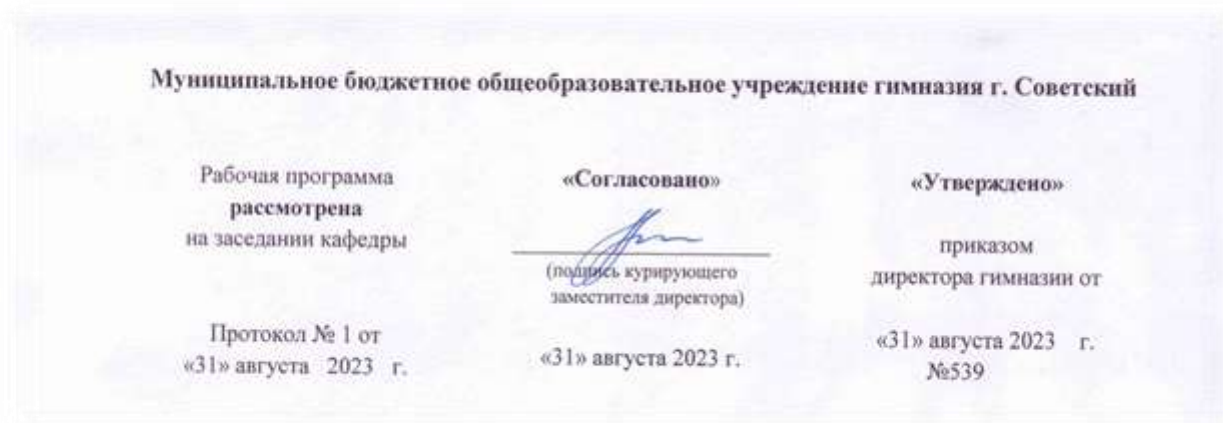 Муниципальное бюджетное общеобразовательное учреждение гимназия г. Советский
Рабочая программа
рассмотрена
на заседании кафедры
Протокол № 1 от
«31» августа 2023 г.
«Согласовано»
(подпись курирующего
заместителя директора)
«31» августа 2023 г.
«Утверждено»
приказом
директора гимназии от
«31» августа 2023 г.
№539